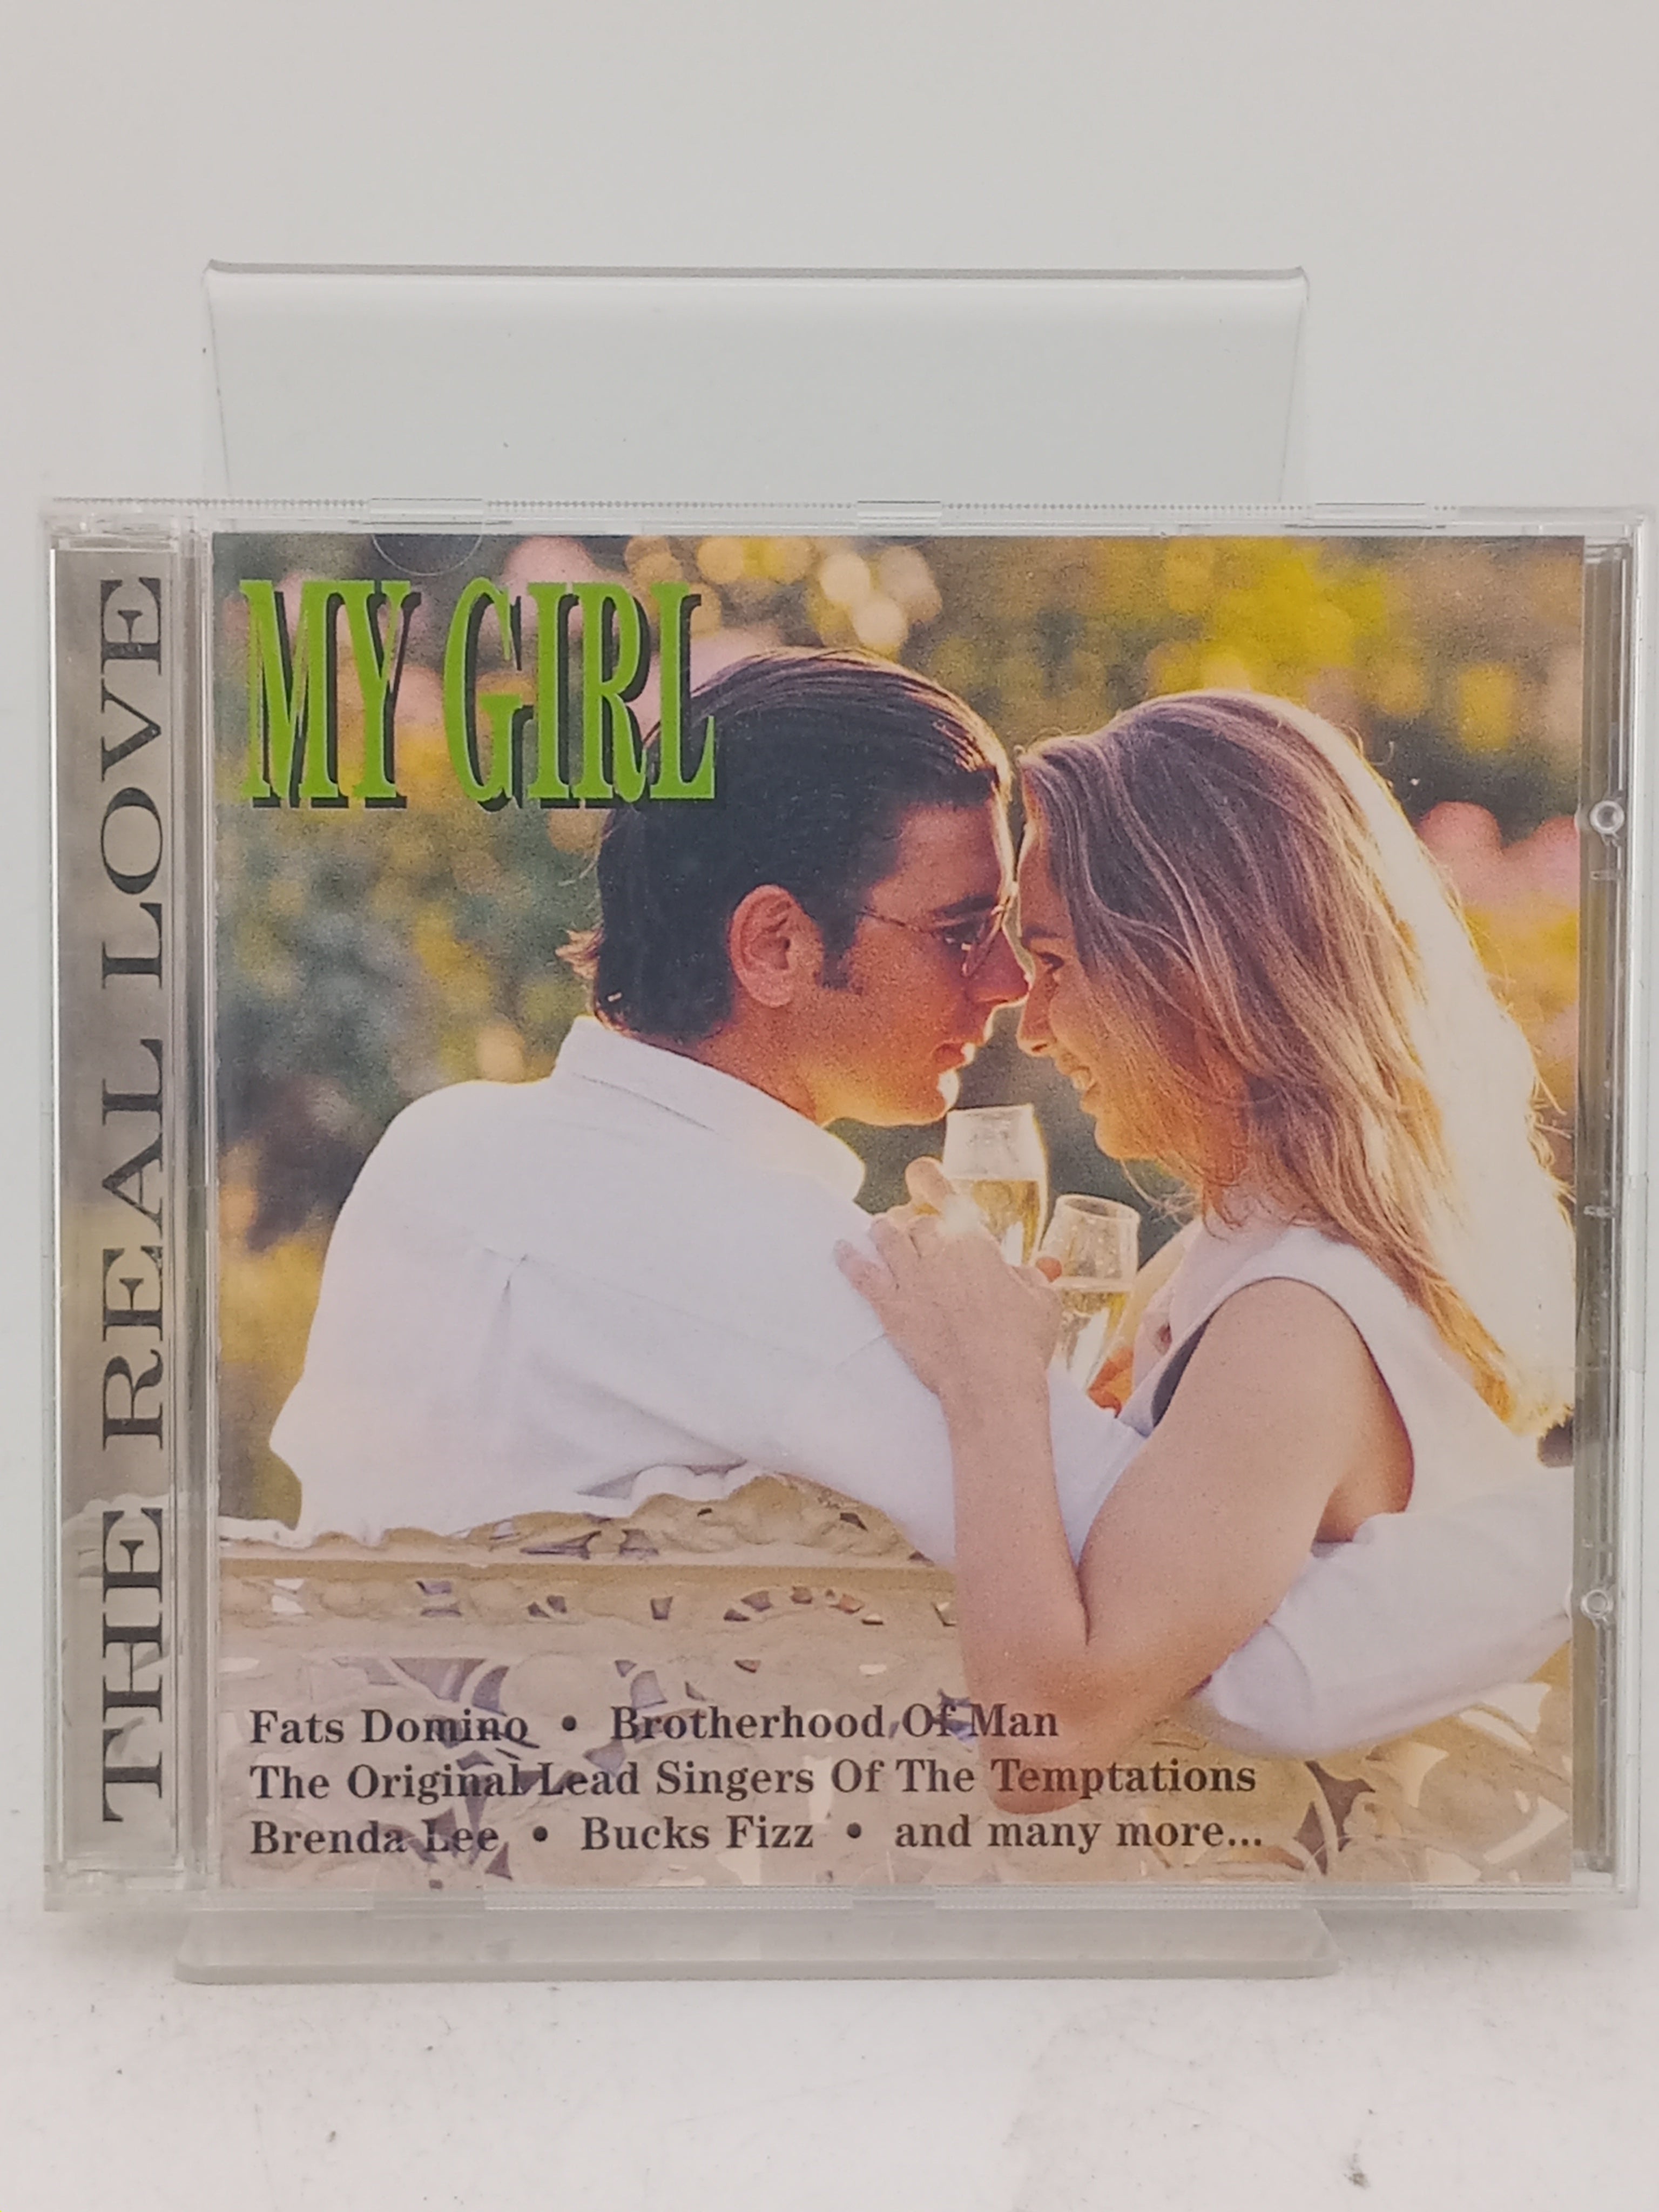 THE REAL LOVE
MY GIRL
Fats Domino • Brotherhood Of Man
The Original Lead Singers Of The Temptations
Brenda Lee • Bucks Fizz • and many more...